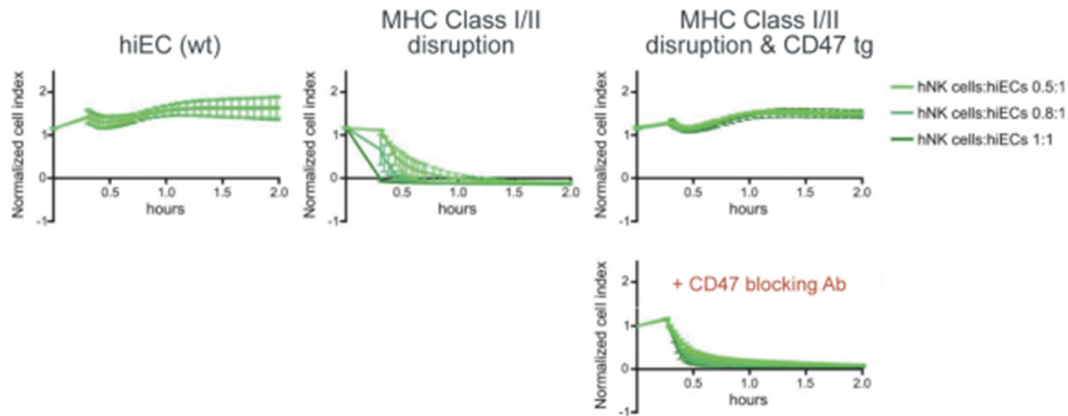 hiEC (wt)
Normalized cell index
2
1
0
-1
0.5
1.0
1.5
2.0
hours
MHC Class I/II
disruption
Normalized cell index
2
1
0
-1
0.5
1.0
1.5
2.0
hours
MHC Class I/II
disruption & CD47 tg
Normalized cell index
2
1
0
-1
0.5
1.0
1.5
2.0
hours
hNK cells:hiECs 0.5:1
hNK cells:hiECs 0.8:1
hNK cells:hiECs 1:1
+ CD47 blocking Ab
Normalized cell index
2
1
0
-1
0.5
1.0
1.5
2.0
hours